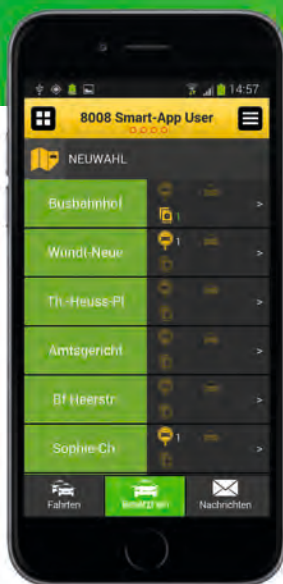 14:57
8008 Smart-App User
NEUWAHL
Busbahnhof
1
>
Wundt-Neue
1
>
Th.-Heuss-Pl
>
Amtsgericht
>
Bf Heerstr
>
Sophie-Ch
1
>
Fahrten
Nachrichten